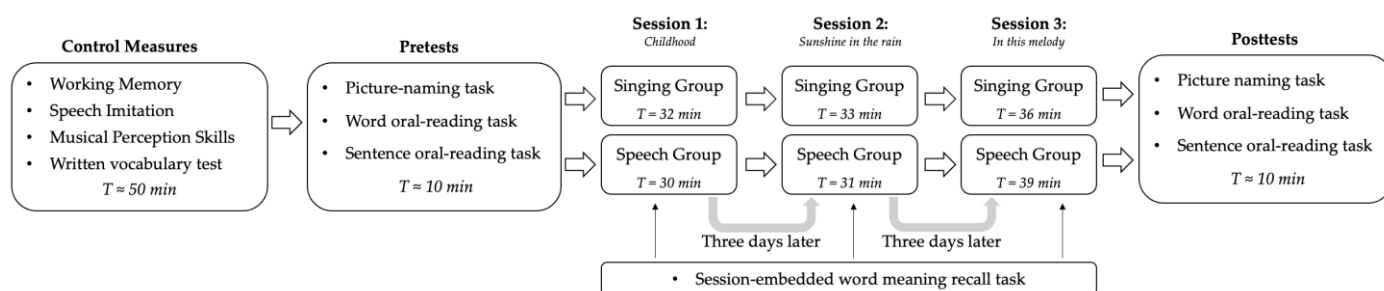 Control Measures
• Working Memory
• Speech Imitation
• Musical Perception Skills
• Written vocabulary test
T ≈ 50 min
Pretests
• Picture-naming task
• Word oral-reading task
• Sentence oral-reading task
T ≈ 10 min
Session 1:
Childhood
Singing Group
T = 32 min
Speech Group
T = 30 min
Session 2:
Sunshine in the rain
Singing Group
T = 33 min
Speech Group
T = 31 min
Session 3:
In this melody
Singing Group
T = 36 min
Speech Group
T = 39 min
Three days later
Three days later
• Session-embedded word meaning recall task
Posttests
• Picture naming task
• Word oral-reading task
• Sentence oral-reading task
T ≈ 10 min